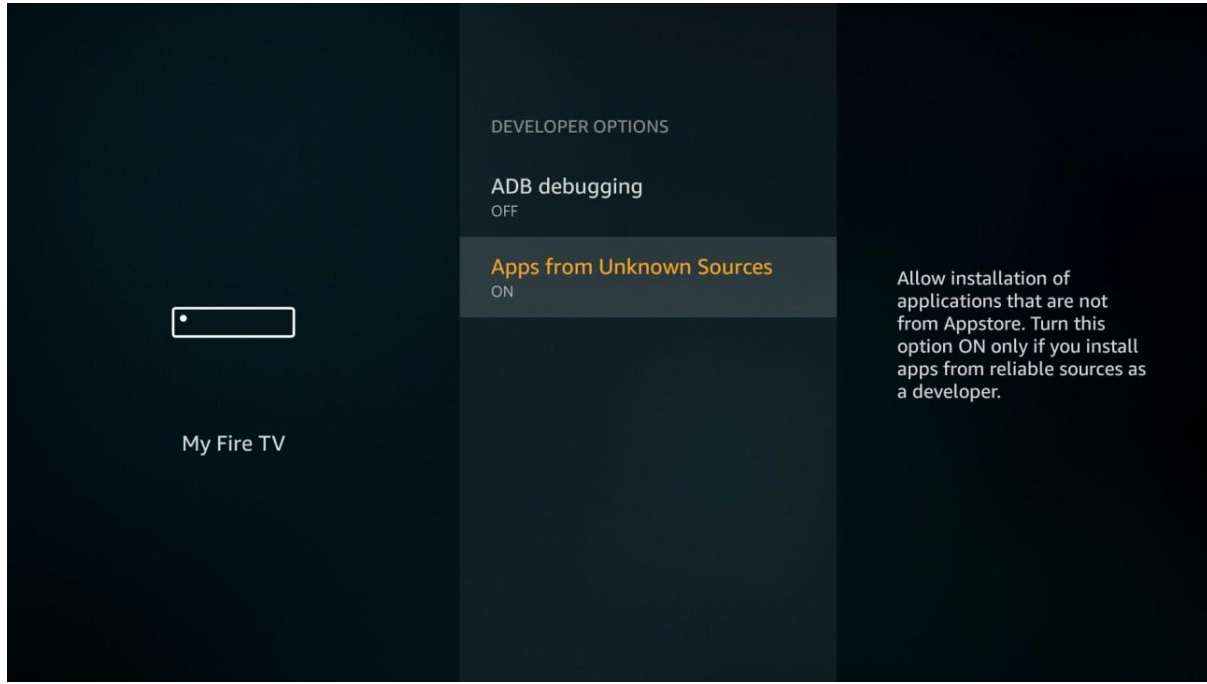 DEVELOPER OPTIONS
ADB debugging
OFF
Apps from Unknown Sources
ON
My Fire TV
Allow installation of
applications that are not
from Appstore. Turn this
option ON only if you install
apps from reliable sources as
a developer.